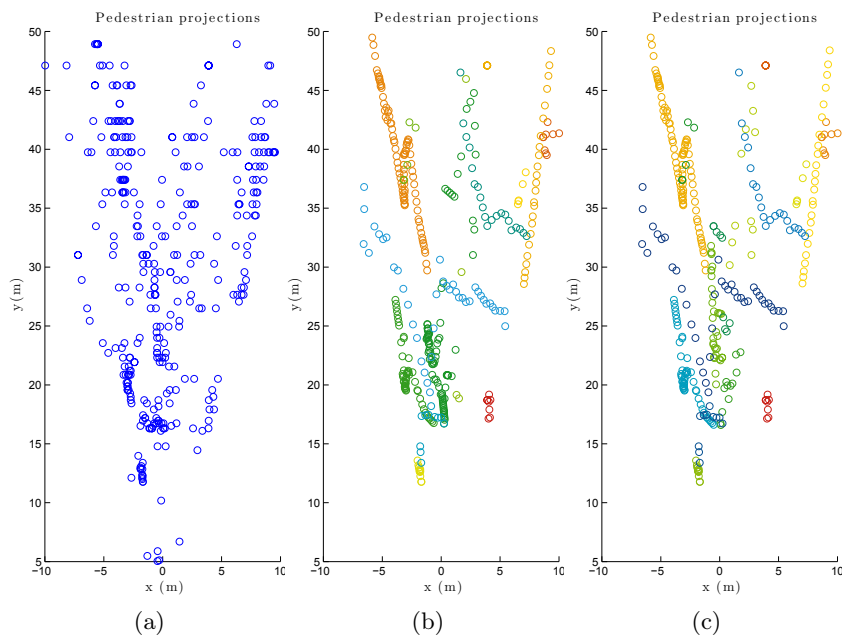 Pedestrian projections Pedestrian projections Pedestrian projections
50 50 50
45 45 45
40 40 40
35 35 35
30 30 30
y (m) y (m) y (m)
25 25 25
20 20 20
15 15 15
10 10 10
5 5 5
−10 −5 0 5 10 −10 −5 0 5 10 −10 −5 0 5 10
x (m) x (m) x (m)
(a) (b) (c)